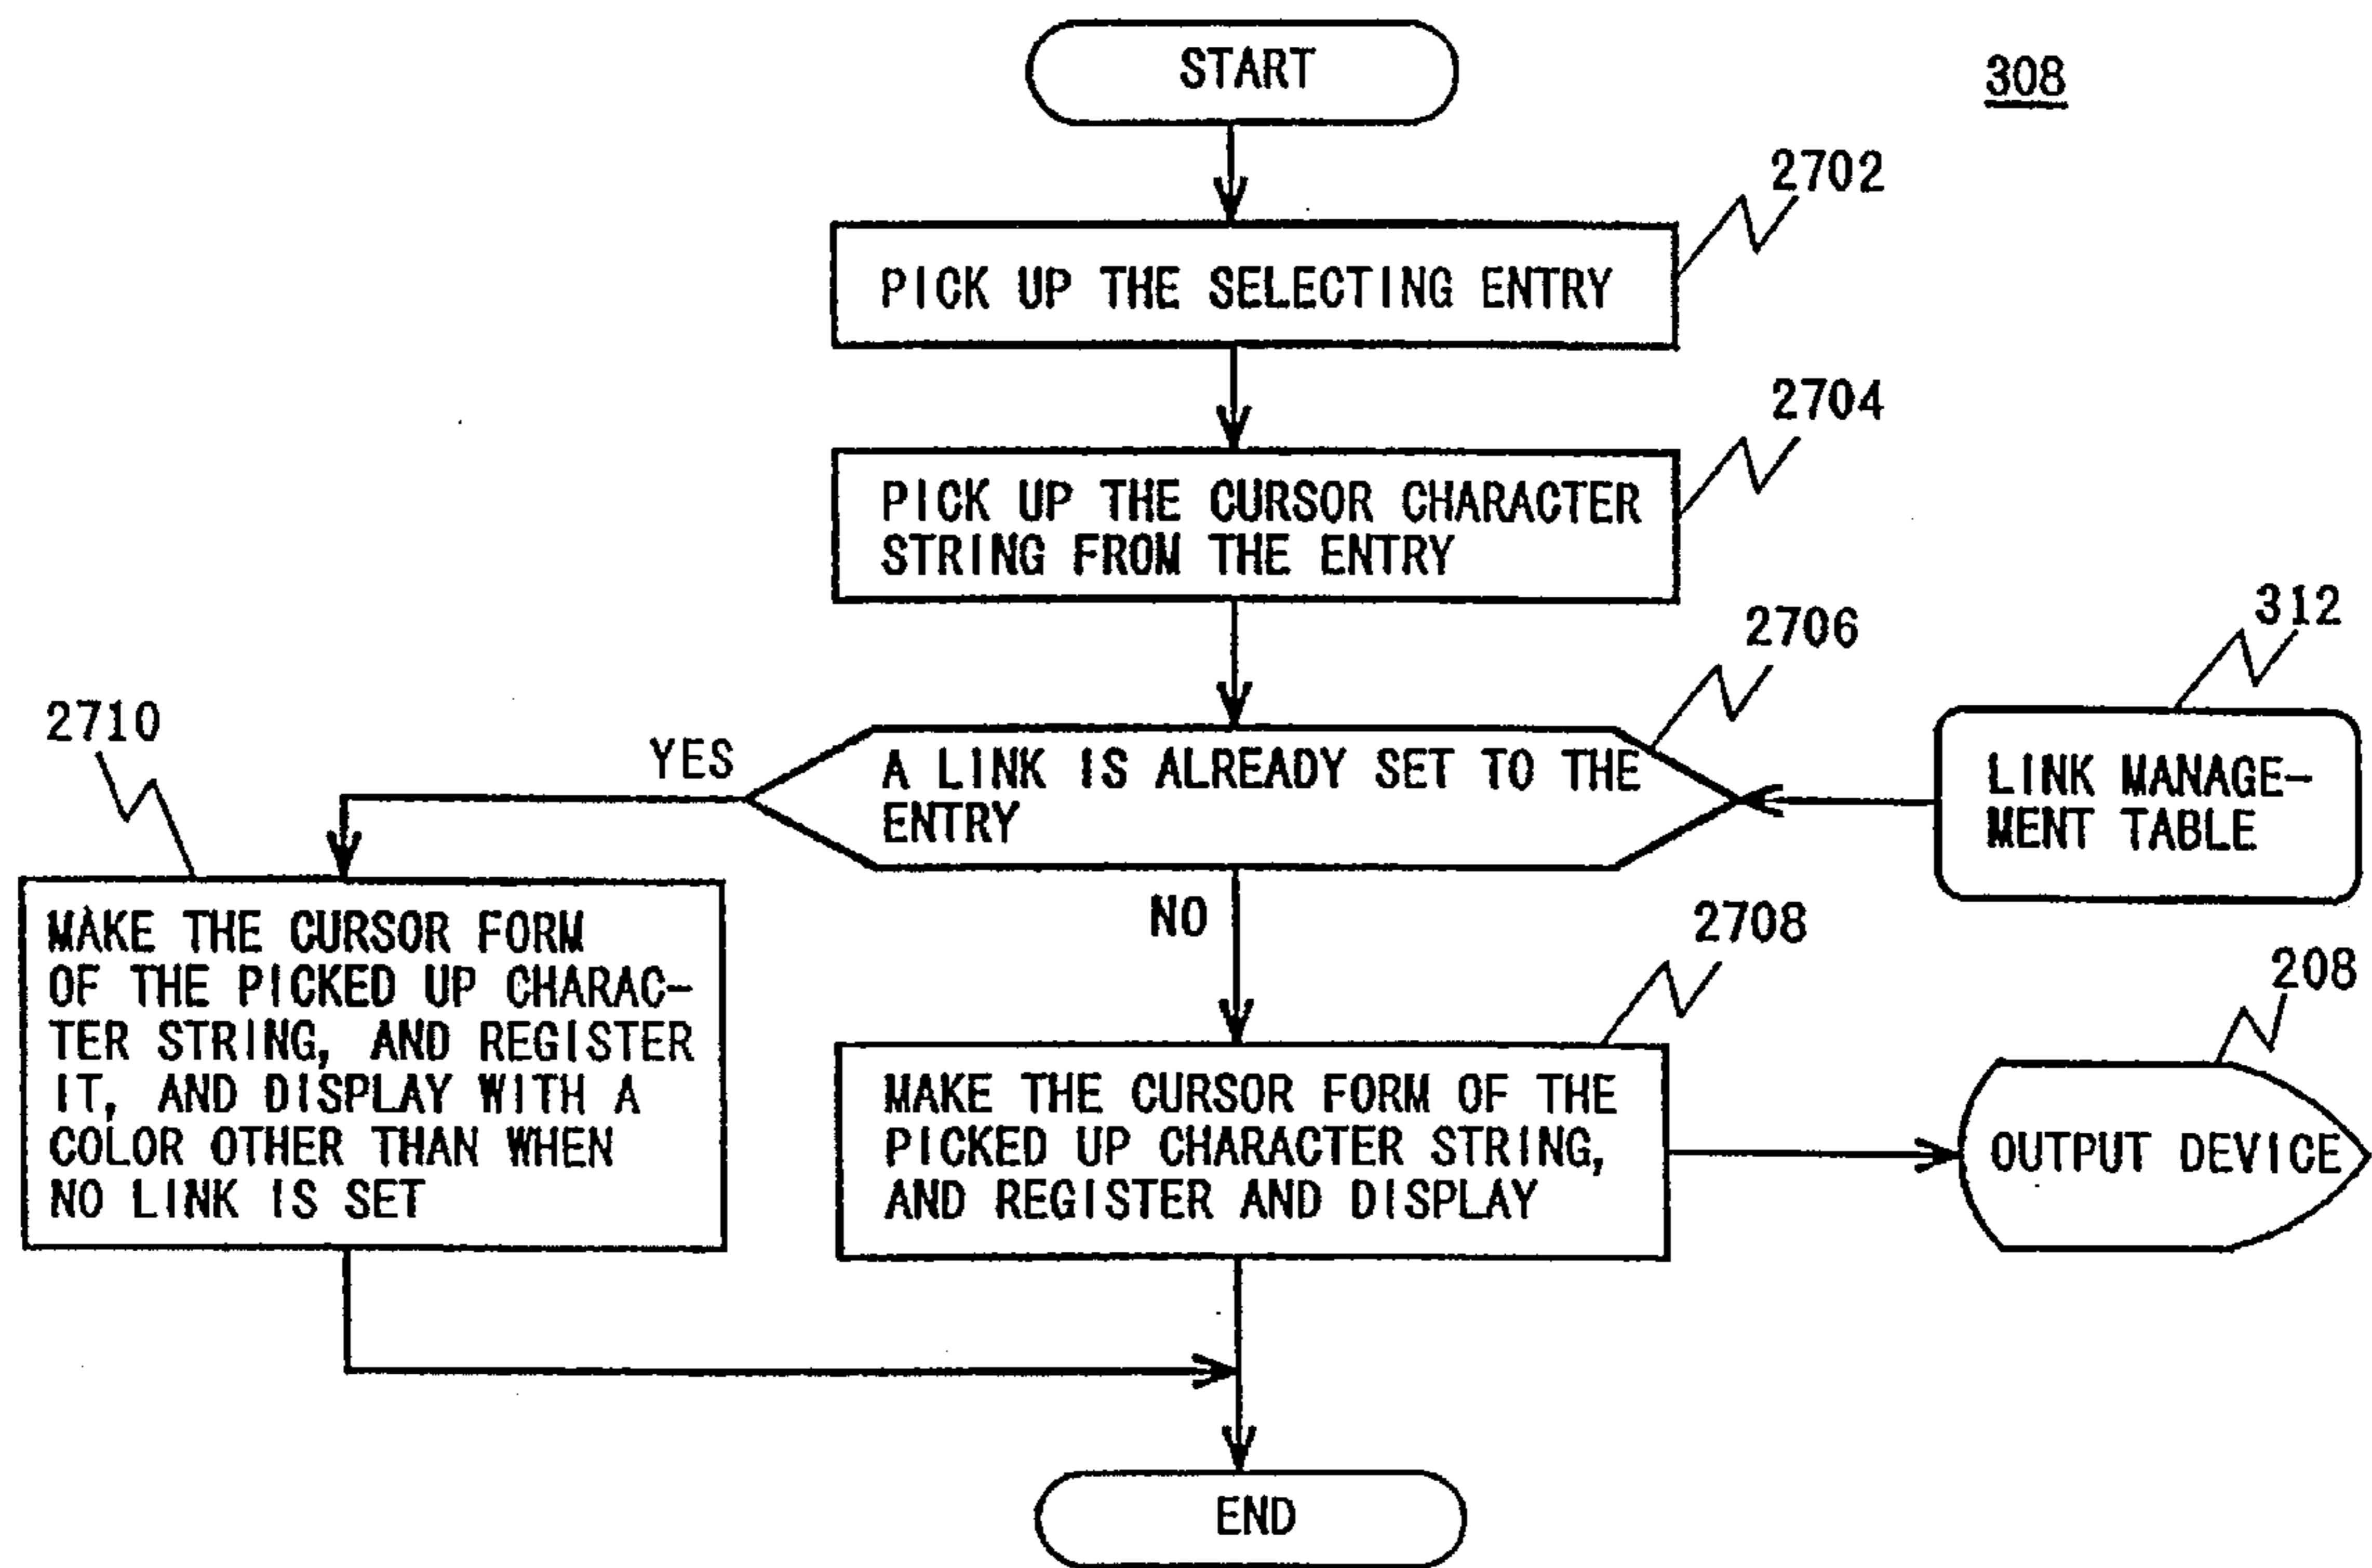 START
308
2702
PICK UP THE SELECTING ENTRY
2704
PICK UP THE CURSOR CHARACTER
STRING FROM THE ENTRY
2706
312
2710
YES
A LINK IS ALREADY SET TO THE
ENTRY
LINK MANAGE-
MENT TABLE
NO
2708
208
MAKE THE CURSOR FORM
OF THE PICKED UP CHARAC-
TER STRING, AND REGISTER
IT, AND DISPLAY WITH A
COLOR OTHER THAN WHEN
NO LINK IS SET
MAKE THE CURSOR FORM OF THE
PICKED UP CHARACTER STRING,
AND REGISTER AND DISPLAY
OUTPUT DEVICE
END